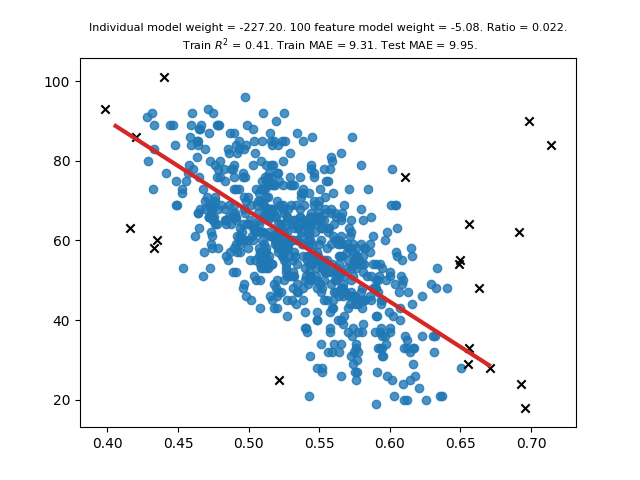 Individual model weight = -227.20. 100 feature model weight = -5.08. Ratio = 0.022.
Train R² = 0.41. Train MAE = 9.31. Test MAE = 9.95.
100
80
60
40
20
0.40 0.45 0.50 0.55 0.60 0.65 0.70